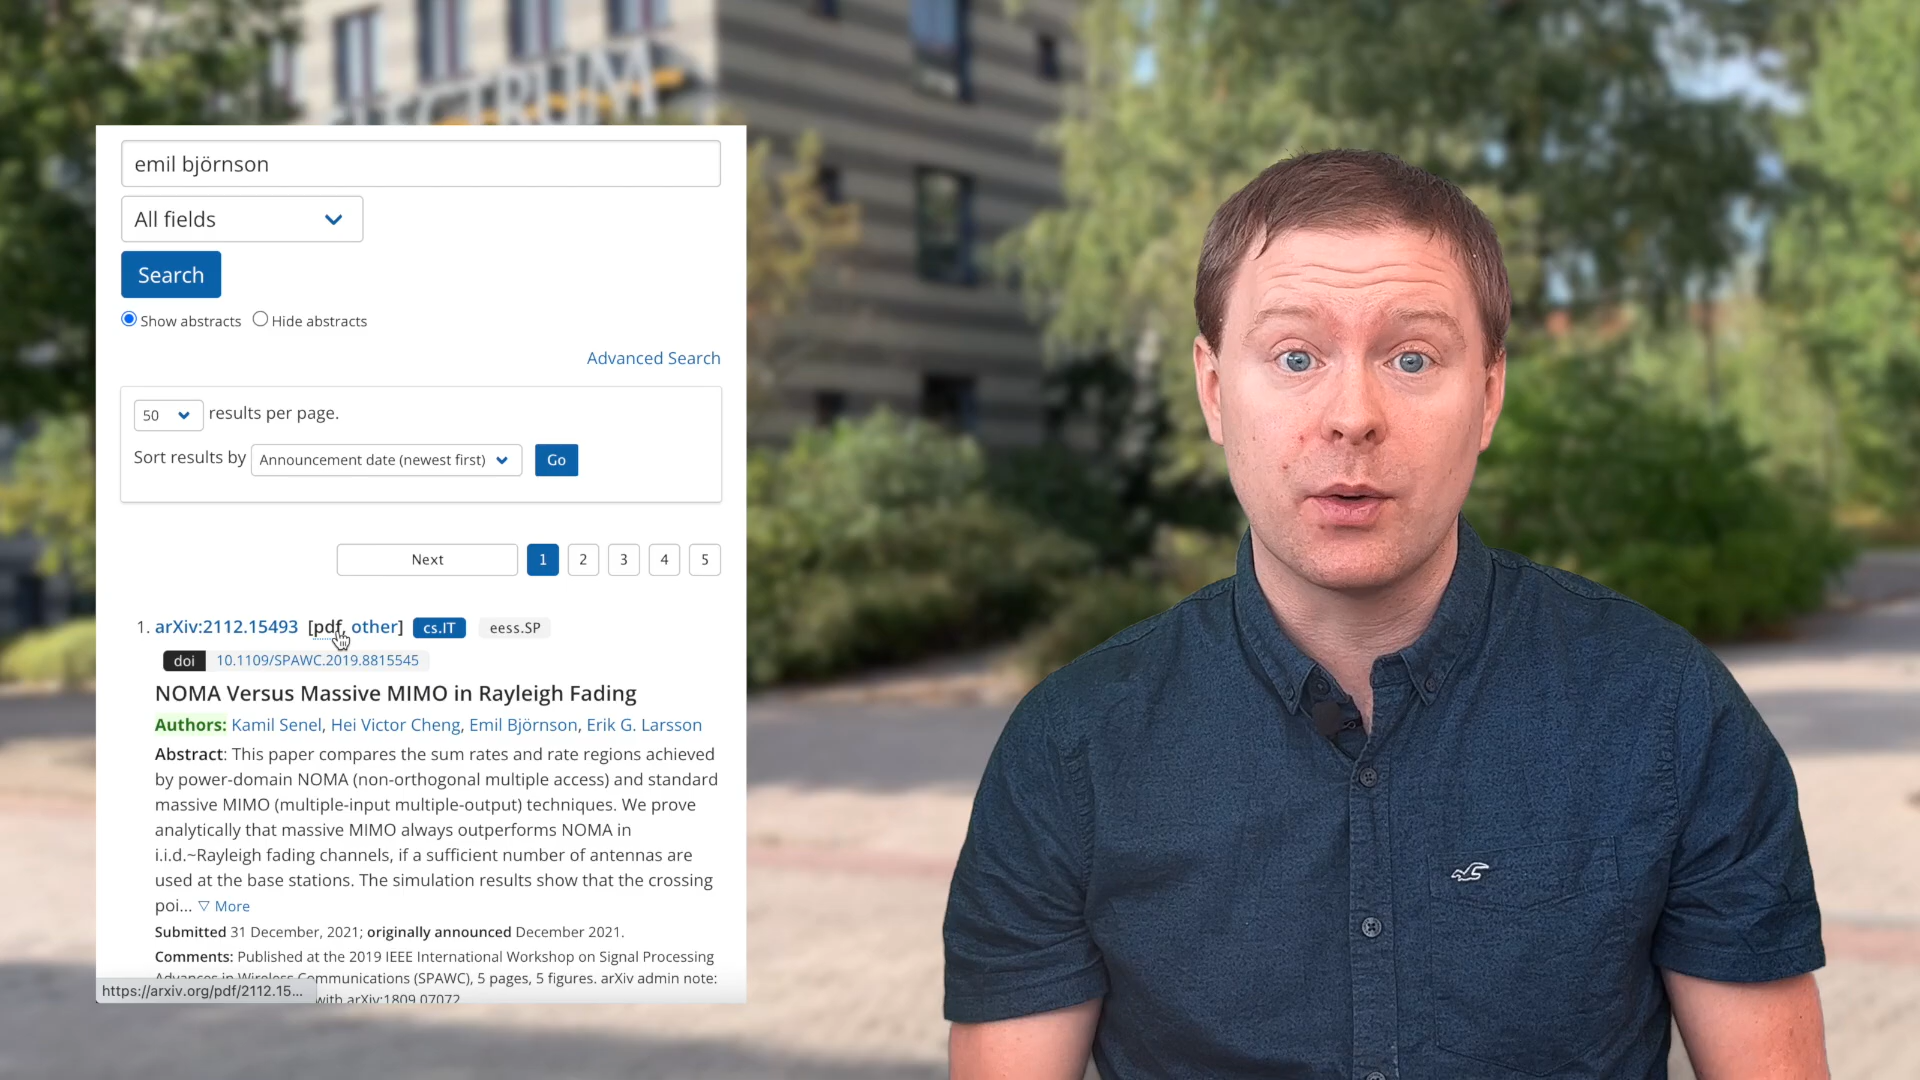 ECTRUM
emil björnson
All fields
Search
Show abstracts Hide abstracts
Advanced Search
50 results per page.
Sort results by Announcement date (newest first) Go
Next 1 2 3 4 5
1. arXiv:2112.15493 [pdf, other] cs.IT eess.SP
doi 10.1109/SPAWC.2019.8815545
NOMA Versus Massive MIMO in Rayleigh Fading
Authors: Kamil Senel, Hei Victor Cheng, Emil Björnson, Erik G. Larsson
Abstract: This paper compares the sum rates and rate regions achieved
by power-domain NOMA (non-orthogonal multiple access) and standard
massive MIMO (multiple-input multiple-output) techniques. We prove
analytically that massive MIMO always outperforms NOMA in
i.i.d.~Rayleigh fading channels, if a sufficient number of antennas are
used at the base stations. The simulation results show that the crossing
poi... ▽ More
Submitted 31 December, 2021; originally announced December 2021.
Comments: Published at the 2019 IEEE International Workshop on Signal Processing
Advances in Wireless Communications (SPAWC), 5 pages, 5 figures. arXiv admin note:
https://arxiv.org/pdf/2112.15... with arXiv:1809.07072